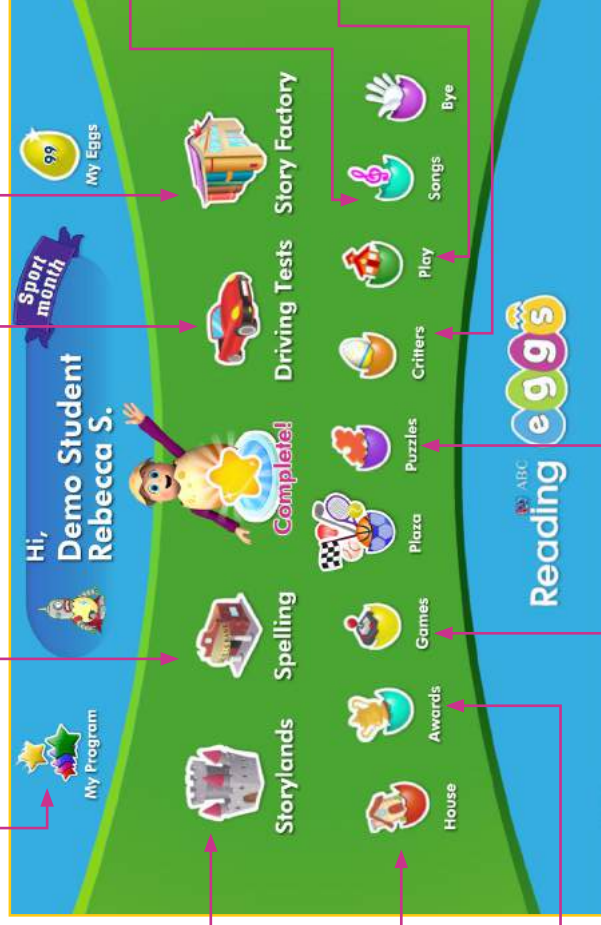 My Program
Hi,
Demo Student
Rebecca S.
Sport
month
99
My Eggs
Storylands
Spelling
Complete!
Driving Tests
Story Factory
House
Awards
Games
Plaza
Puzzles
Critters
Play
Songs
Bye
ABC
Reading eggs